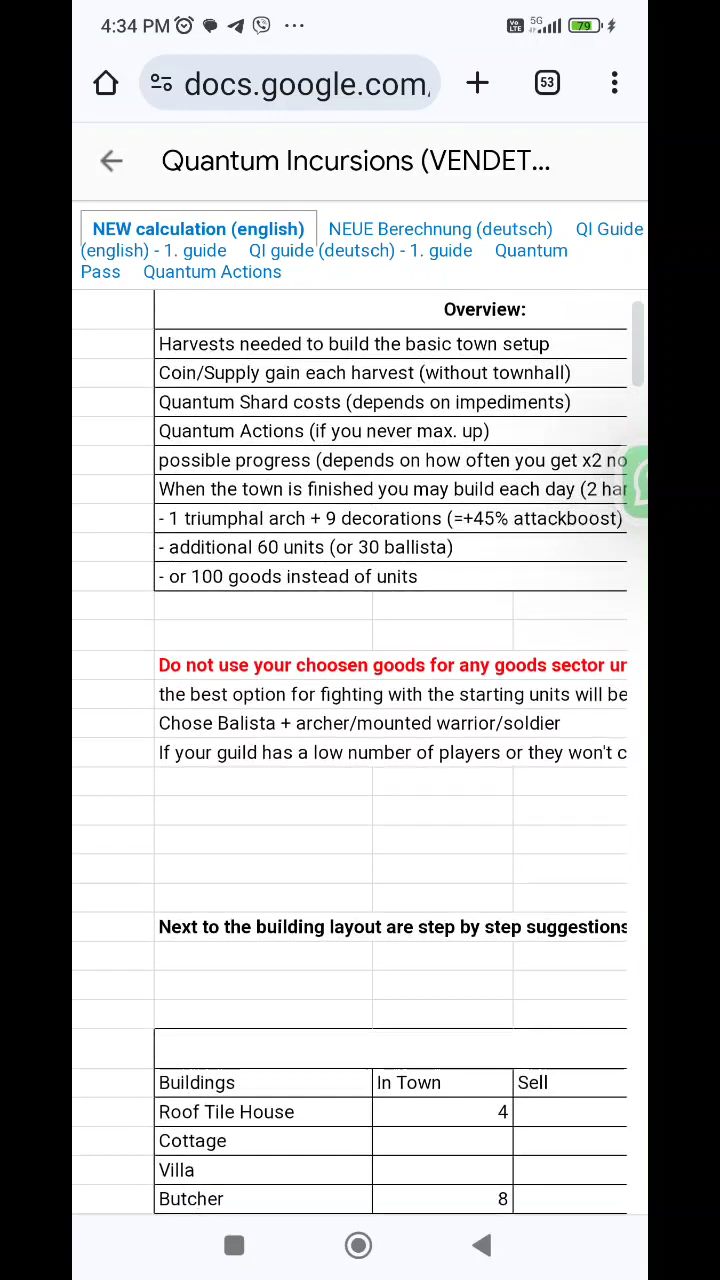 4:34 PM
Vo LTE 5G 79
docs.google.com,
53
Quantum Incursions (VENDET...
NEW calculation (english) NEUE Berechnung (deutsch) QI Guide
(english) - 1. guide QI guide (deutsch) - 1. guide Quantum
Pass Quantum Actions
Overview:
Harvests needed to build the basic town setup
Coin/Supply gain each harvest (without townhall)
Quantum Shard costs (depends on impediments)
Quantum Actions (if you never max. up)
possible progress (depends on how often you get x2 no
When the town is finished you may build each day (2 har
- 1 triumphal arch + 9 decorations (=+45% attackboost)
- additional 60 units (or 30 ballista)
- or 100 goods instead of units
Do not use your choosen goods for any goods sector ur
the best option for fighting with the starting units will be
Chose Balista + archer/mounted warrior/soldier
If your guild has a low number of players or they won't c
Next to the building layout are step by step suggestions
Buildings In Town Sell
Roof Tile House 4
Cottage
Villa
Butcher 8